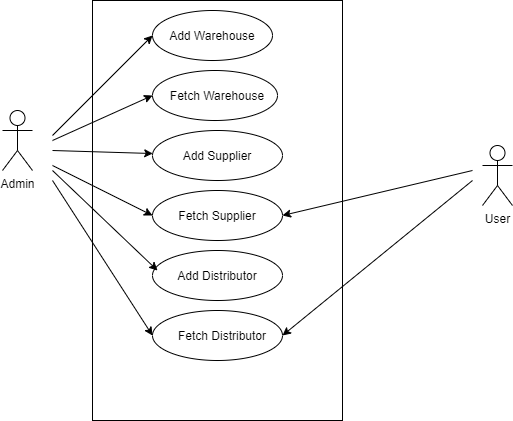 Add Warehouse
Fetch Warehouse
Add Supplier
Admin
Fetch Supplier
User
Add Distributor
Fetch Distributor